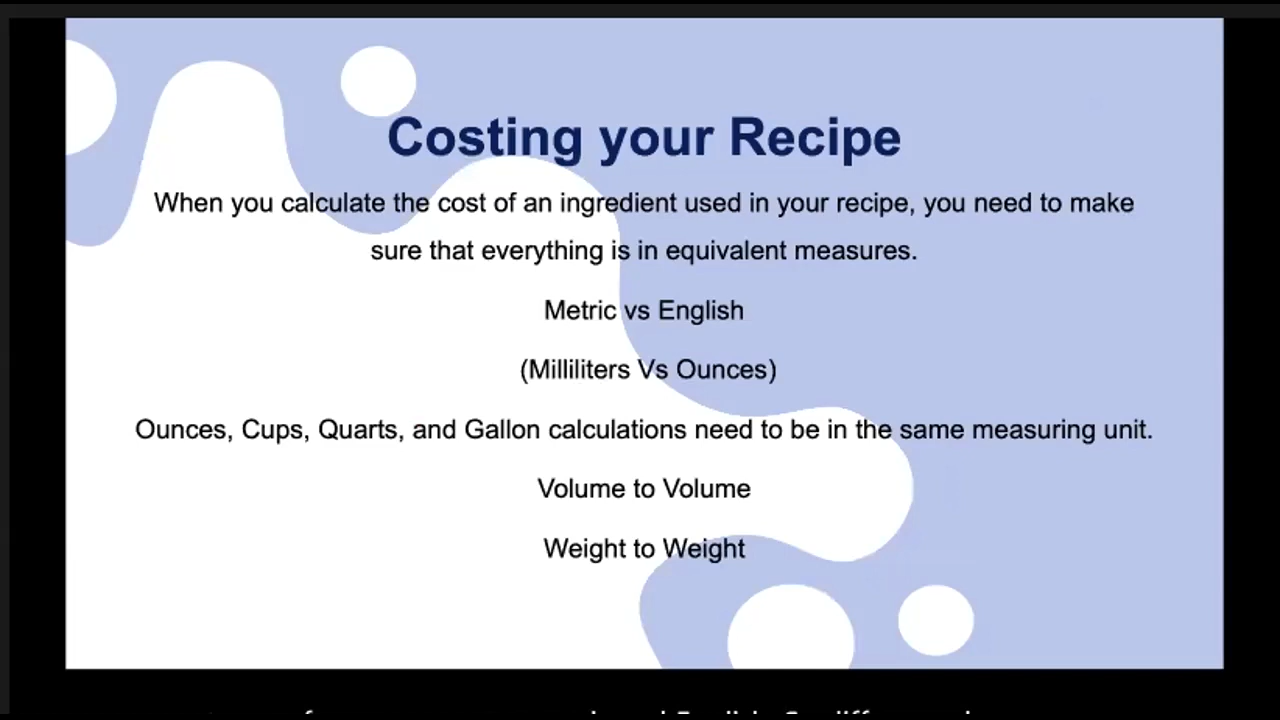 Costing your Recipe
When you calculate the cost of an ingredient used in your recipe, you need to make
sure that everything is in equivalent measures.
Metric vs English
(Milliliters Vs Ounces)
Ounces, Cups, Quarts, and Gallon calculations need to be in the same measuring unit.
Volume to Volume
Weight to Weight